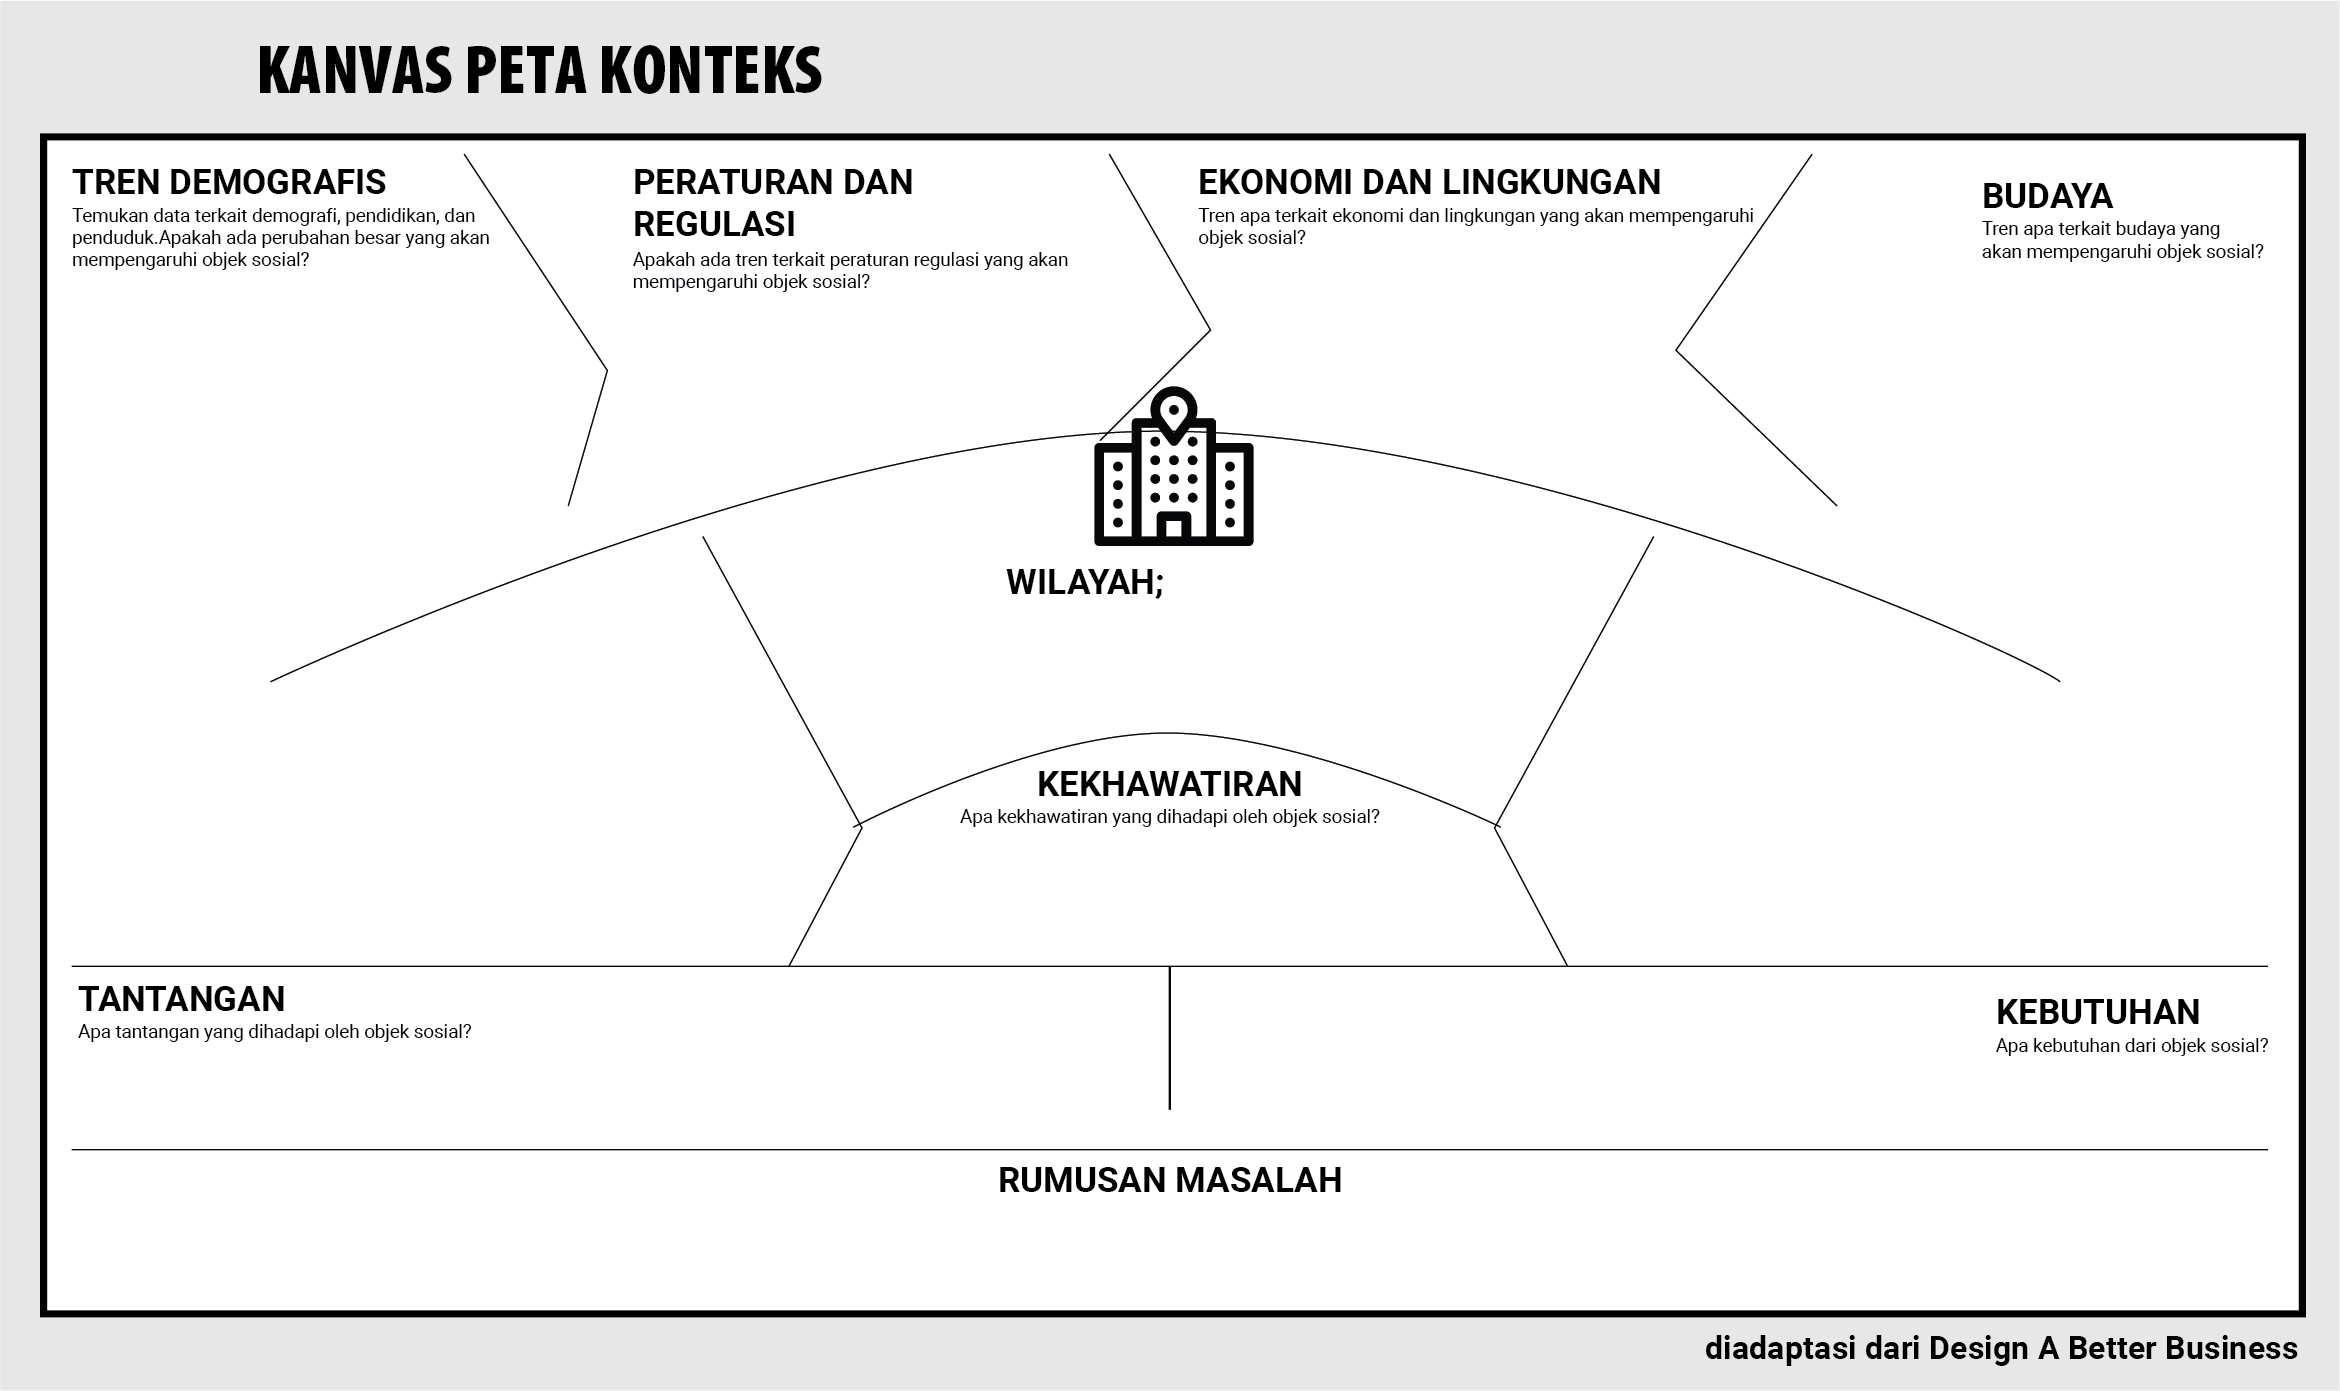 KANVAS PETA KONTEKS
TREN DEMOGRAFIS
Temukan data terkait demografi, pendidikan, dan
penduduk.Apakah ada perubahan besar yang akan
mempengaruhi objek sosial?
PERATURAN DAN
REGULASI
Apakah ada tren terkait peraturan regulasi yang akan
mempengaruhi objek sosial?
EKONOMI DAN LINGKUNGAN
Tren apa terkait ekonomi dan lingkungan yang akan mempengaruhi
objek sosial?
BUDAYA
Tren apa terkait budaya yang
akan mempengaruhi objek sosial?
WILAYAH;
KEKHAWATIRAN
Apa kekhawatiran yang dihadapi oleh objek sosial?
TANTANGAN
Apa tantangan yang dihadapi oleh objek sosial?
KEBUTUHAN
Apa kebutuhan dari objek sosial?
RUMUSAN MASALAH
diadaptasi dari Design A Better Business